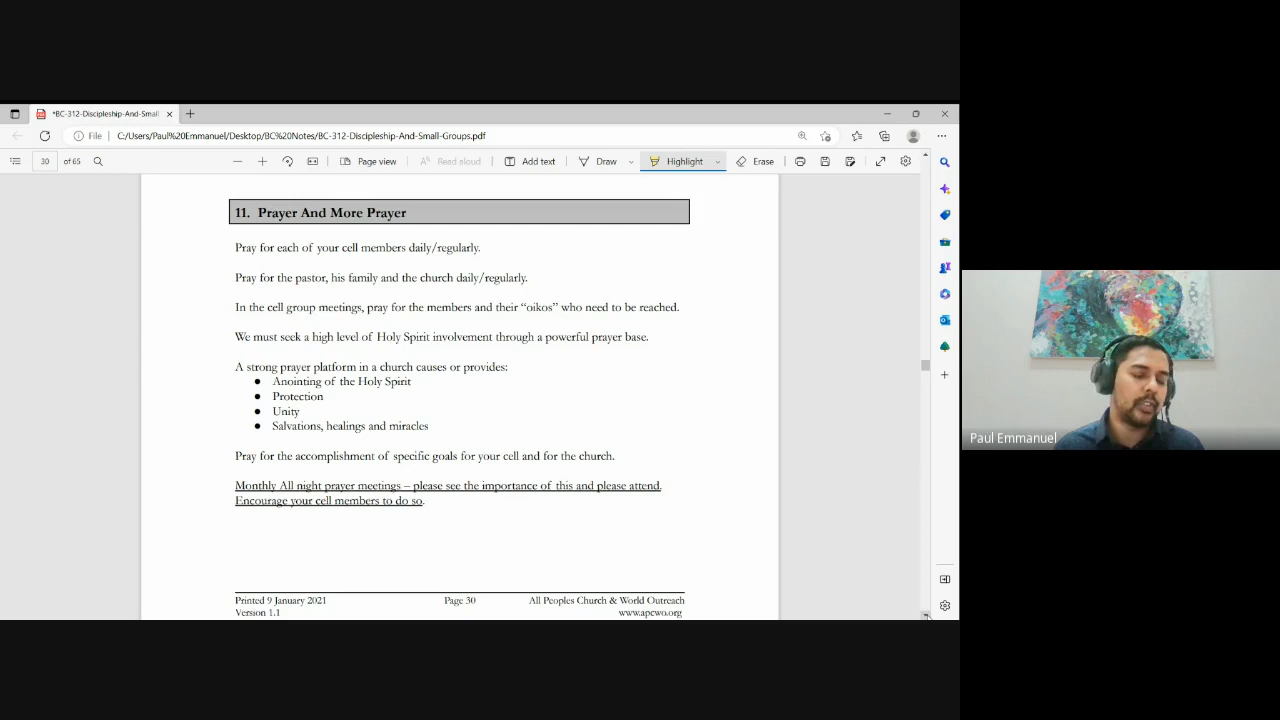 *BC-312-Discipleship-And-Small
File
C:/Users/Paul%20Emmanuel/Desktop/BC%20Notes/BC-312-Discipleship-And-Small-Groups.pdf
30 of 65
Page view
Read aloud
Add text
Draw
Highlight
Erase
11. Prayer And More Prayer
Pray for each of your cell members daily/regularly.
Pray for the pastor, his family and the church daily/regularly.
In the cell group meetings, pray for the members and their “oikos” who need to be reached.
We must seek a high level of Holy Spirit involvement through a powerful prayer base.
A strong prayer platform in a church causes or provides:
● Anointing of the Holy Spirit
● Protection
● Unity
● Salvations, healings and miracles
Pray for the accomplishment of specific goals for your cell and for the church.
Monthly All night prayer meetings – please see the importance of this and please attend.
Encourage your cell members to do so.
Printed 9 January 2021 Page 30 All Peoples Church & World Outreach
Version 1.1 www.apcwo.org
Paul Emmanuel